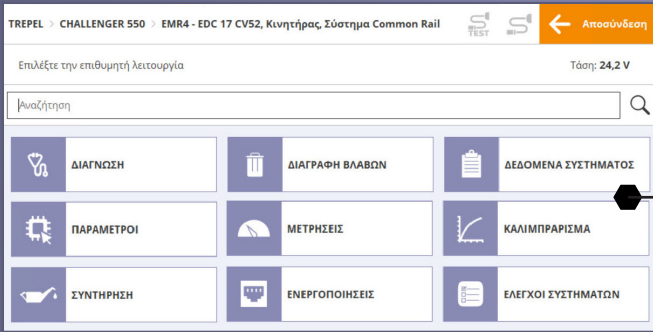 TREPEL > CHALLENGER 550 > EMR4 - EDC 17 CV52, Κινητήρας, Σύστημα Common Rail
TEST
Αποσύνδεση
Επιλέξτε την επιθυμητή λειτουργία
Τάση: 24,2 V
Αναζήτηση
ΔΙΑΓΝΩΣΗ
ΔΙΑΓΡΑΦΗ ΒΛΑΒΩΝ
ΔΕΔΟΜΕΝΑ ΣΥΣΤΗΜΑΤΟΣ
ΠΑΡΑΜΕΤΡΟΙ
ΜΕΤΡΗΣΕΙΣ
ΚΑΛΙΜΠΡΑΡΙΣΜΑ
ΣΥΝΤΗΡΗΣΗ
ΕΝΕΡΓΟΠΟΙΗΣΕΙΣ
ΕΛΕΓΧΟΙ ΣΥΣΤΗΜΑΤΩΝ